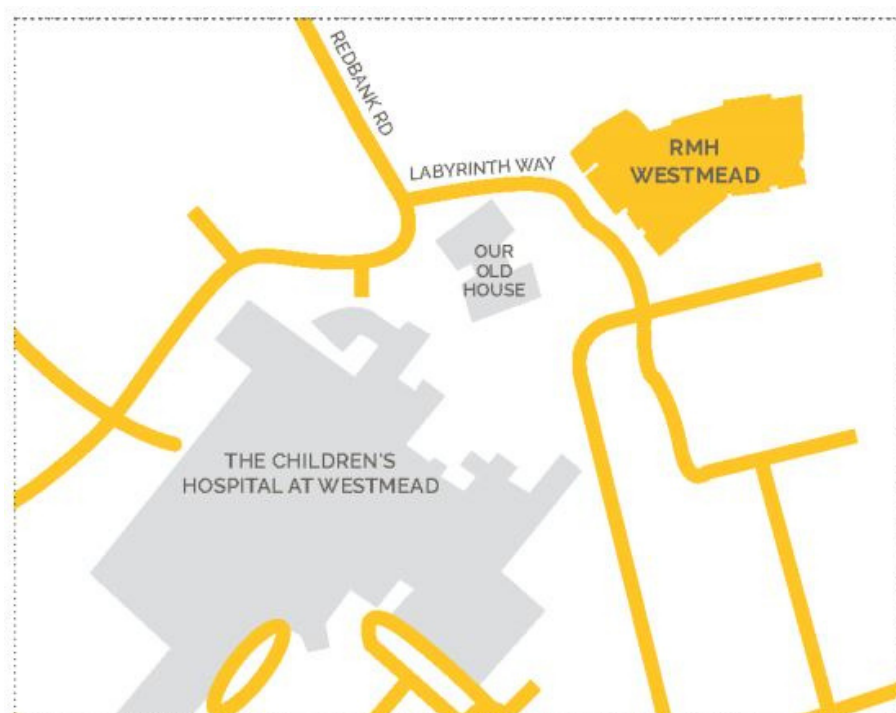 REDBANK RD
LABYRINTH WAY
RMH
WESTMEAD
OUR
OLD
HOUSE
THE CHILDREN'S
HOSPITAL AT WESTMEAD